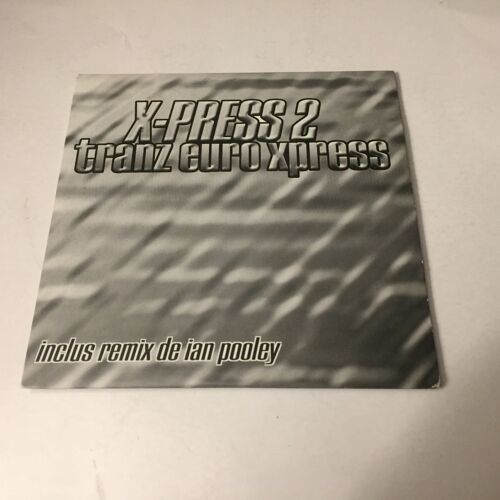 X-PRESS 2
tranz euro xpress
inclus remix de ian pooley